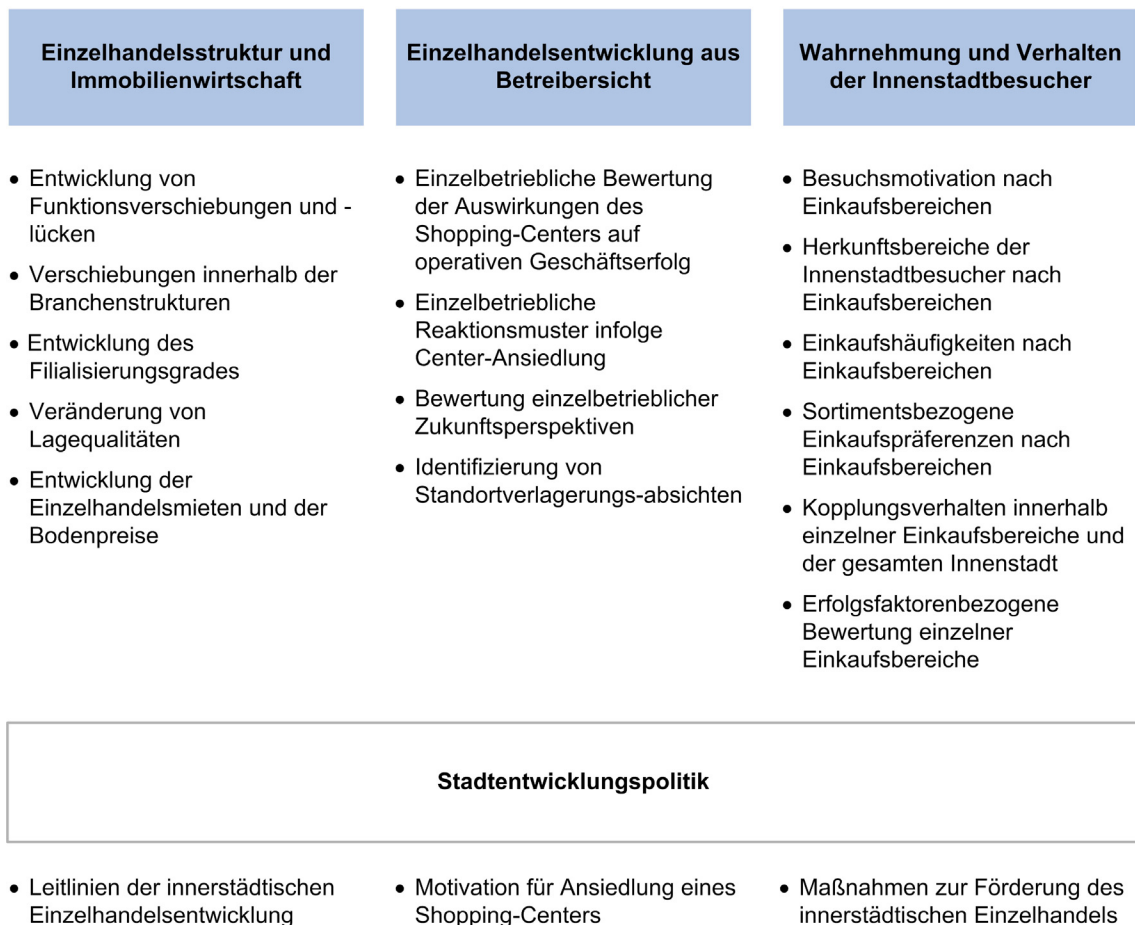 Einzelhandelsstruktur und
Immobilienwirtschaft
Einzelhandelsentwicklung aus
Betreibersicht
Wahrnehmung und Verhalten
der Innenstadtbesucher
• Entwicklung von
Funktionsverschiebungen und -
lücken
• Verschiebungen innerhalb der
Branchenstrukturen
• Entwicklung des
Filialisierungsgrades
• Veränderung von
Lagequalitäten
• Entwicklung der
Einzelhandelsmieten und der
Bodenpreise
• Einzelbetriebliche Bewertung
der Auswirkungen des
Shopping-Centers auf
operativen Geschäftserfolg
• Einzelbetriebliche
Reaktionsmuster infolge
Center-Ansiedlung
• Bewertung einzelbetrieblicher
Zukunftsperspektiven
• Identifizierung von
Standortverlagerungs-absichten
• Besuchsmotivation nach
Einkaufsbereichen
• Herkunftsbereiche der
Innenstadtbesucher nach
Einkaufsbereichen
• Einkaufshäufigkeiten nach
Einkaufsbereichen
• Sortimentsbezogene
Einkaufspräferenzen nach
Einkaufsbereichen
• Kopplungsverhalten innerhalb
einzelner Einkaufsbereiche und
der gesamten Innenstadt
• Erfolgsfaktorenbezogene
Bewertung einzelner
Einkaufsbereiche
Stadtentwicklungspolitik
• Leitlinien der innerstädtischen
Einzelhandelsentwicklung
• Motivation für Ansiedlung eines
Shopping-Centers
• Maßnahmen zur Förderung des
innerstädtischen Einzelhandels